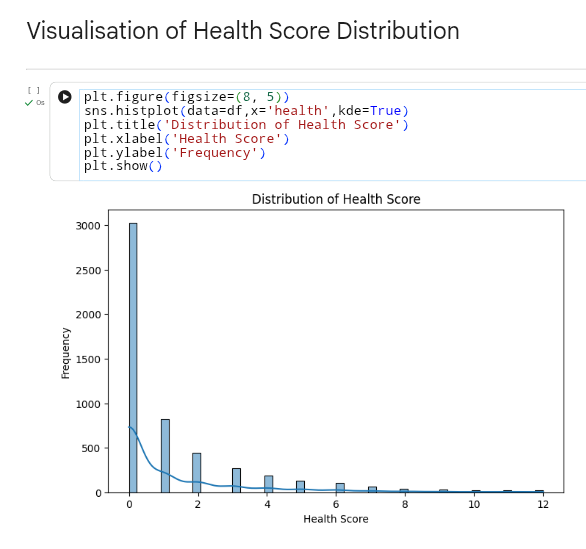 Visualisation of Health Score Distribution
[ ]
0s
plt.figure(figsize=(8, 5))
sns.histplot(data=df,x='health',kde=True)
plt.title('Distribution of Health Score')
plt.xlabel('Health Score')
plt.ylabel('Frequency')
plt.show()
Distribution of Health Score
3000
2500
2000
1500
1000
500
0
Frequency
0 2 4 6 8 10 12
Health Score